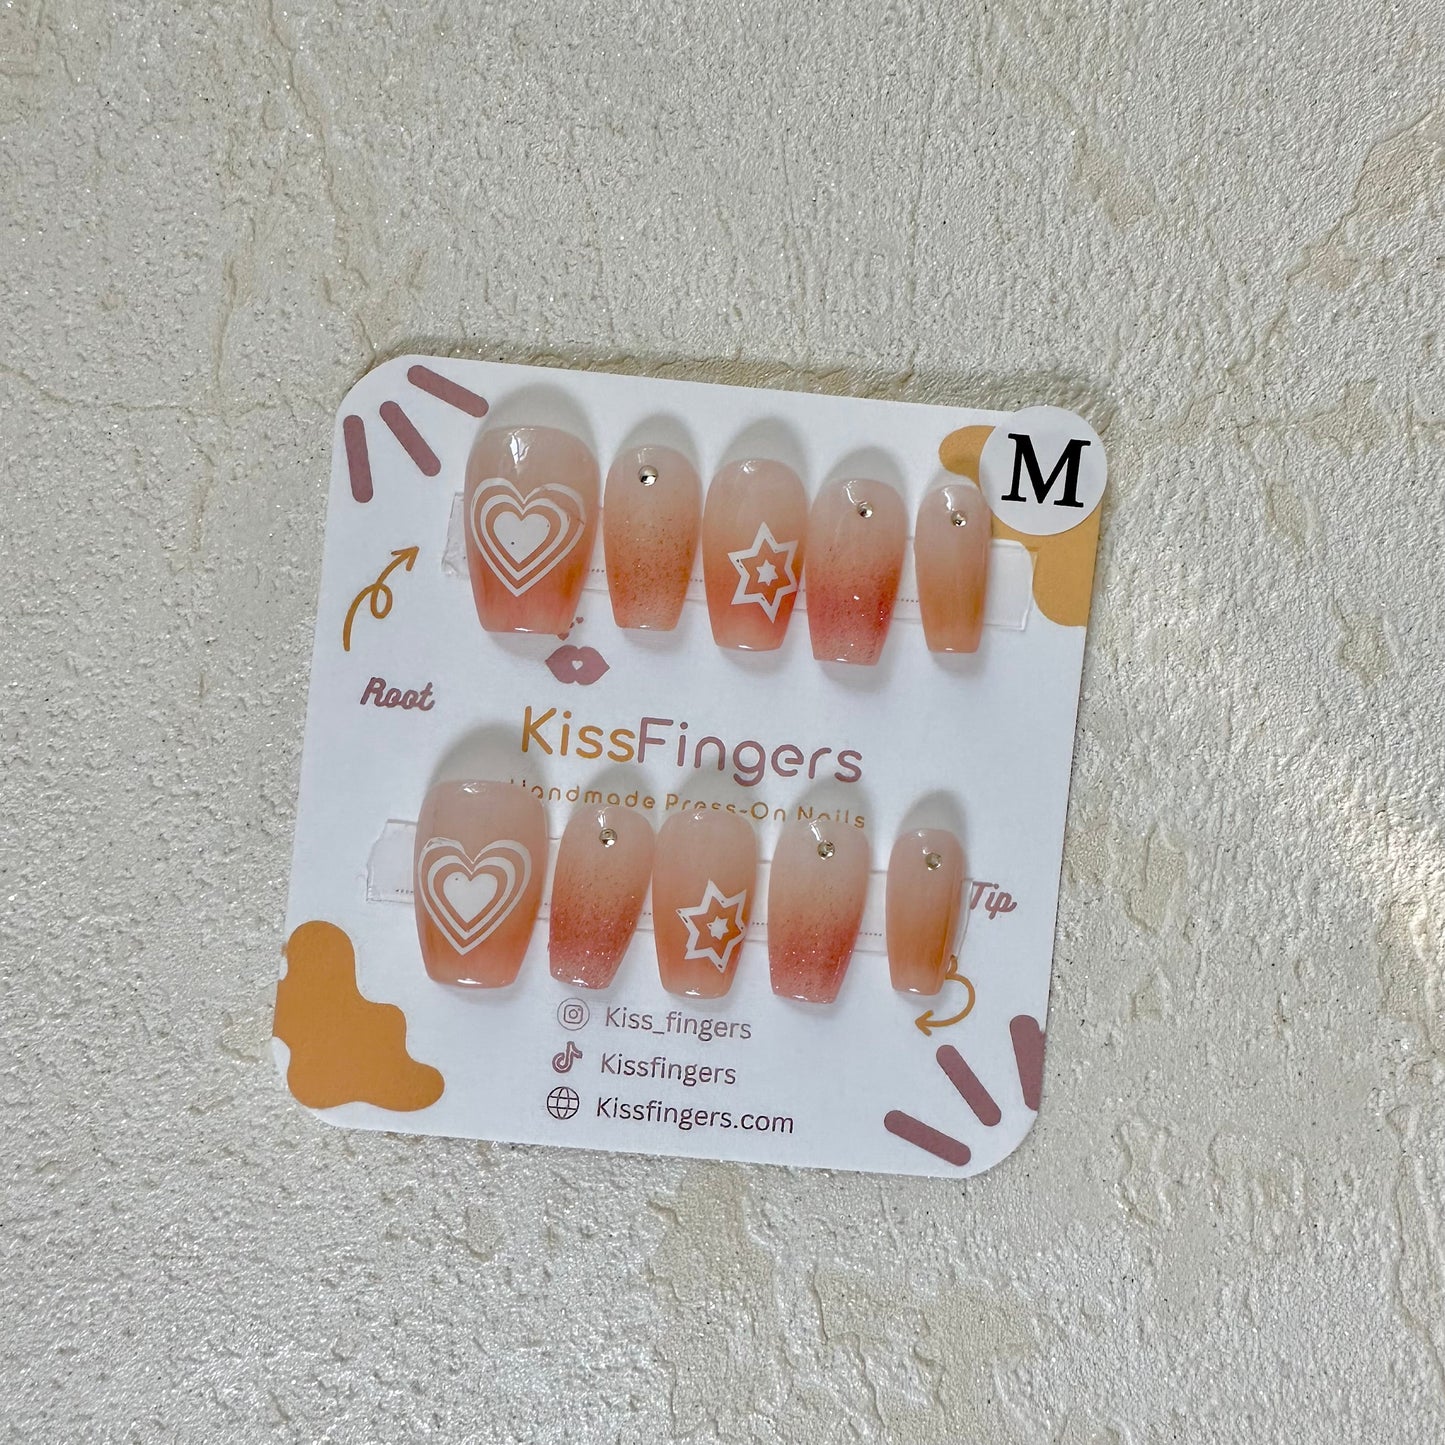 M
Root
KissFingers
Handmade Press-On Nails
Tip
Kiss_fingers
Kissfingers
Kissfingers.com